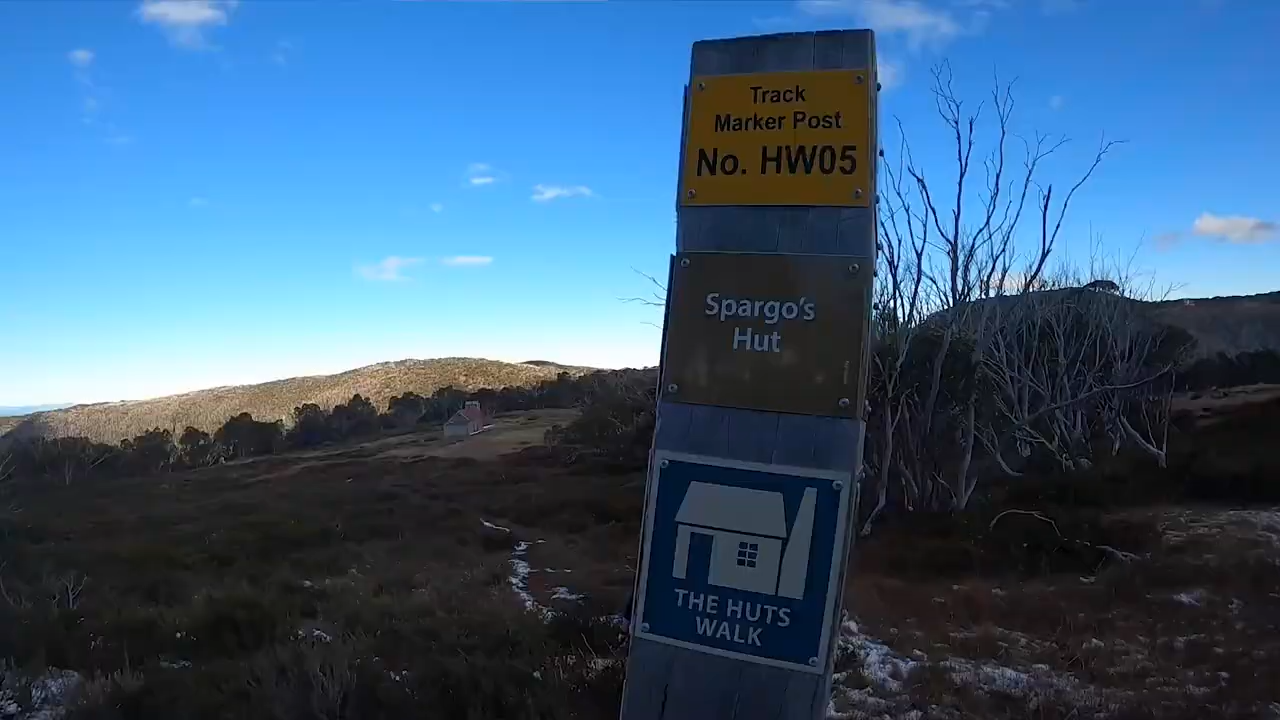 Track
Marker Post
No. HW05
Spargo's
Hut
THE HUTS
WALK